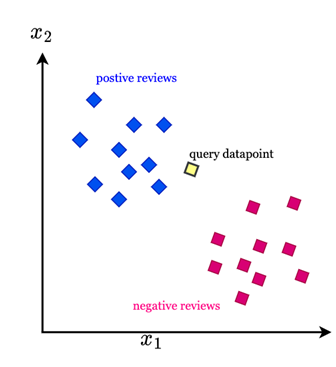 x₂
postive reviews
query datapoint
negative reviews
x₁